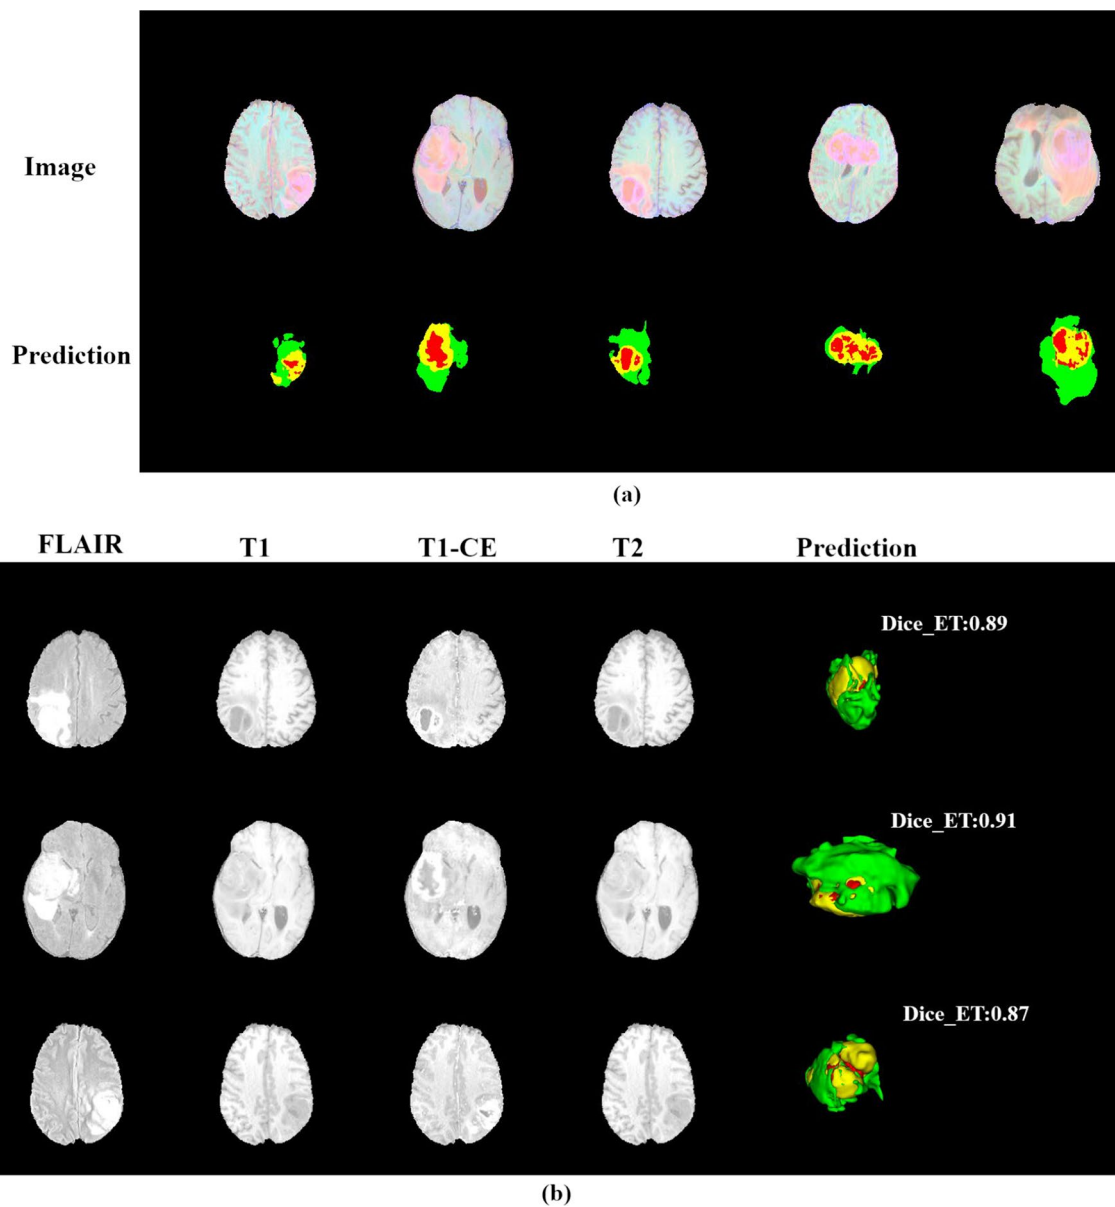 Image
Prediction
(a)
FLAIR T1 T1-CE T2 Prediction
Dice_ET:0.89
Dice_ET:0.91
Dice_ET:0.87
(b)